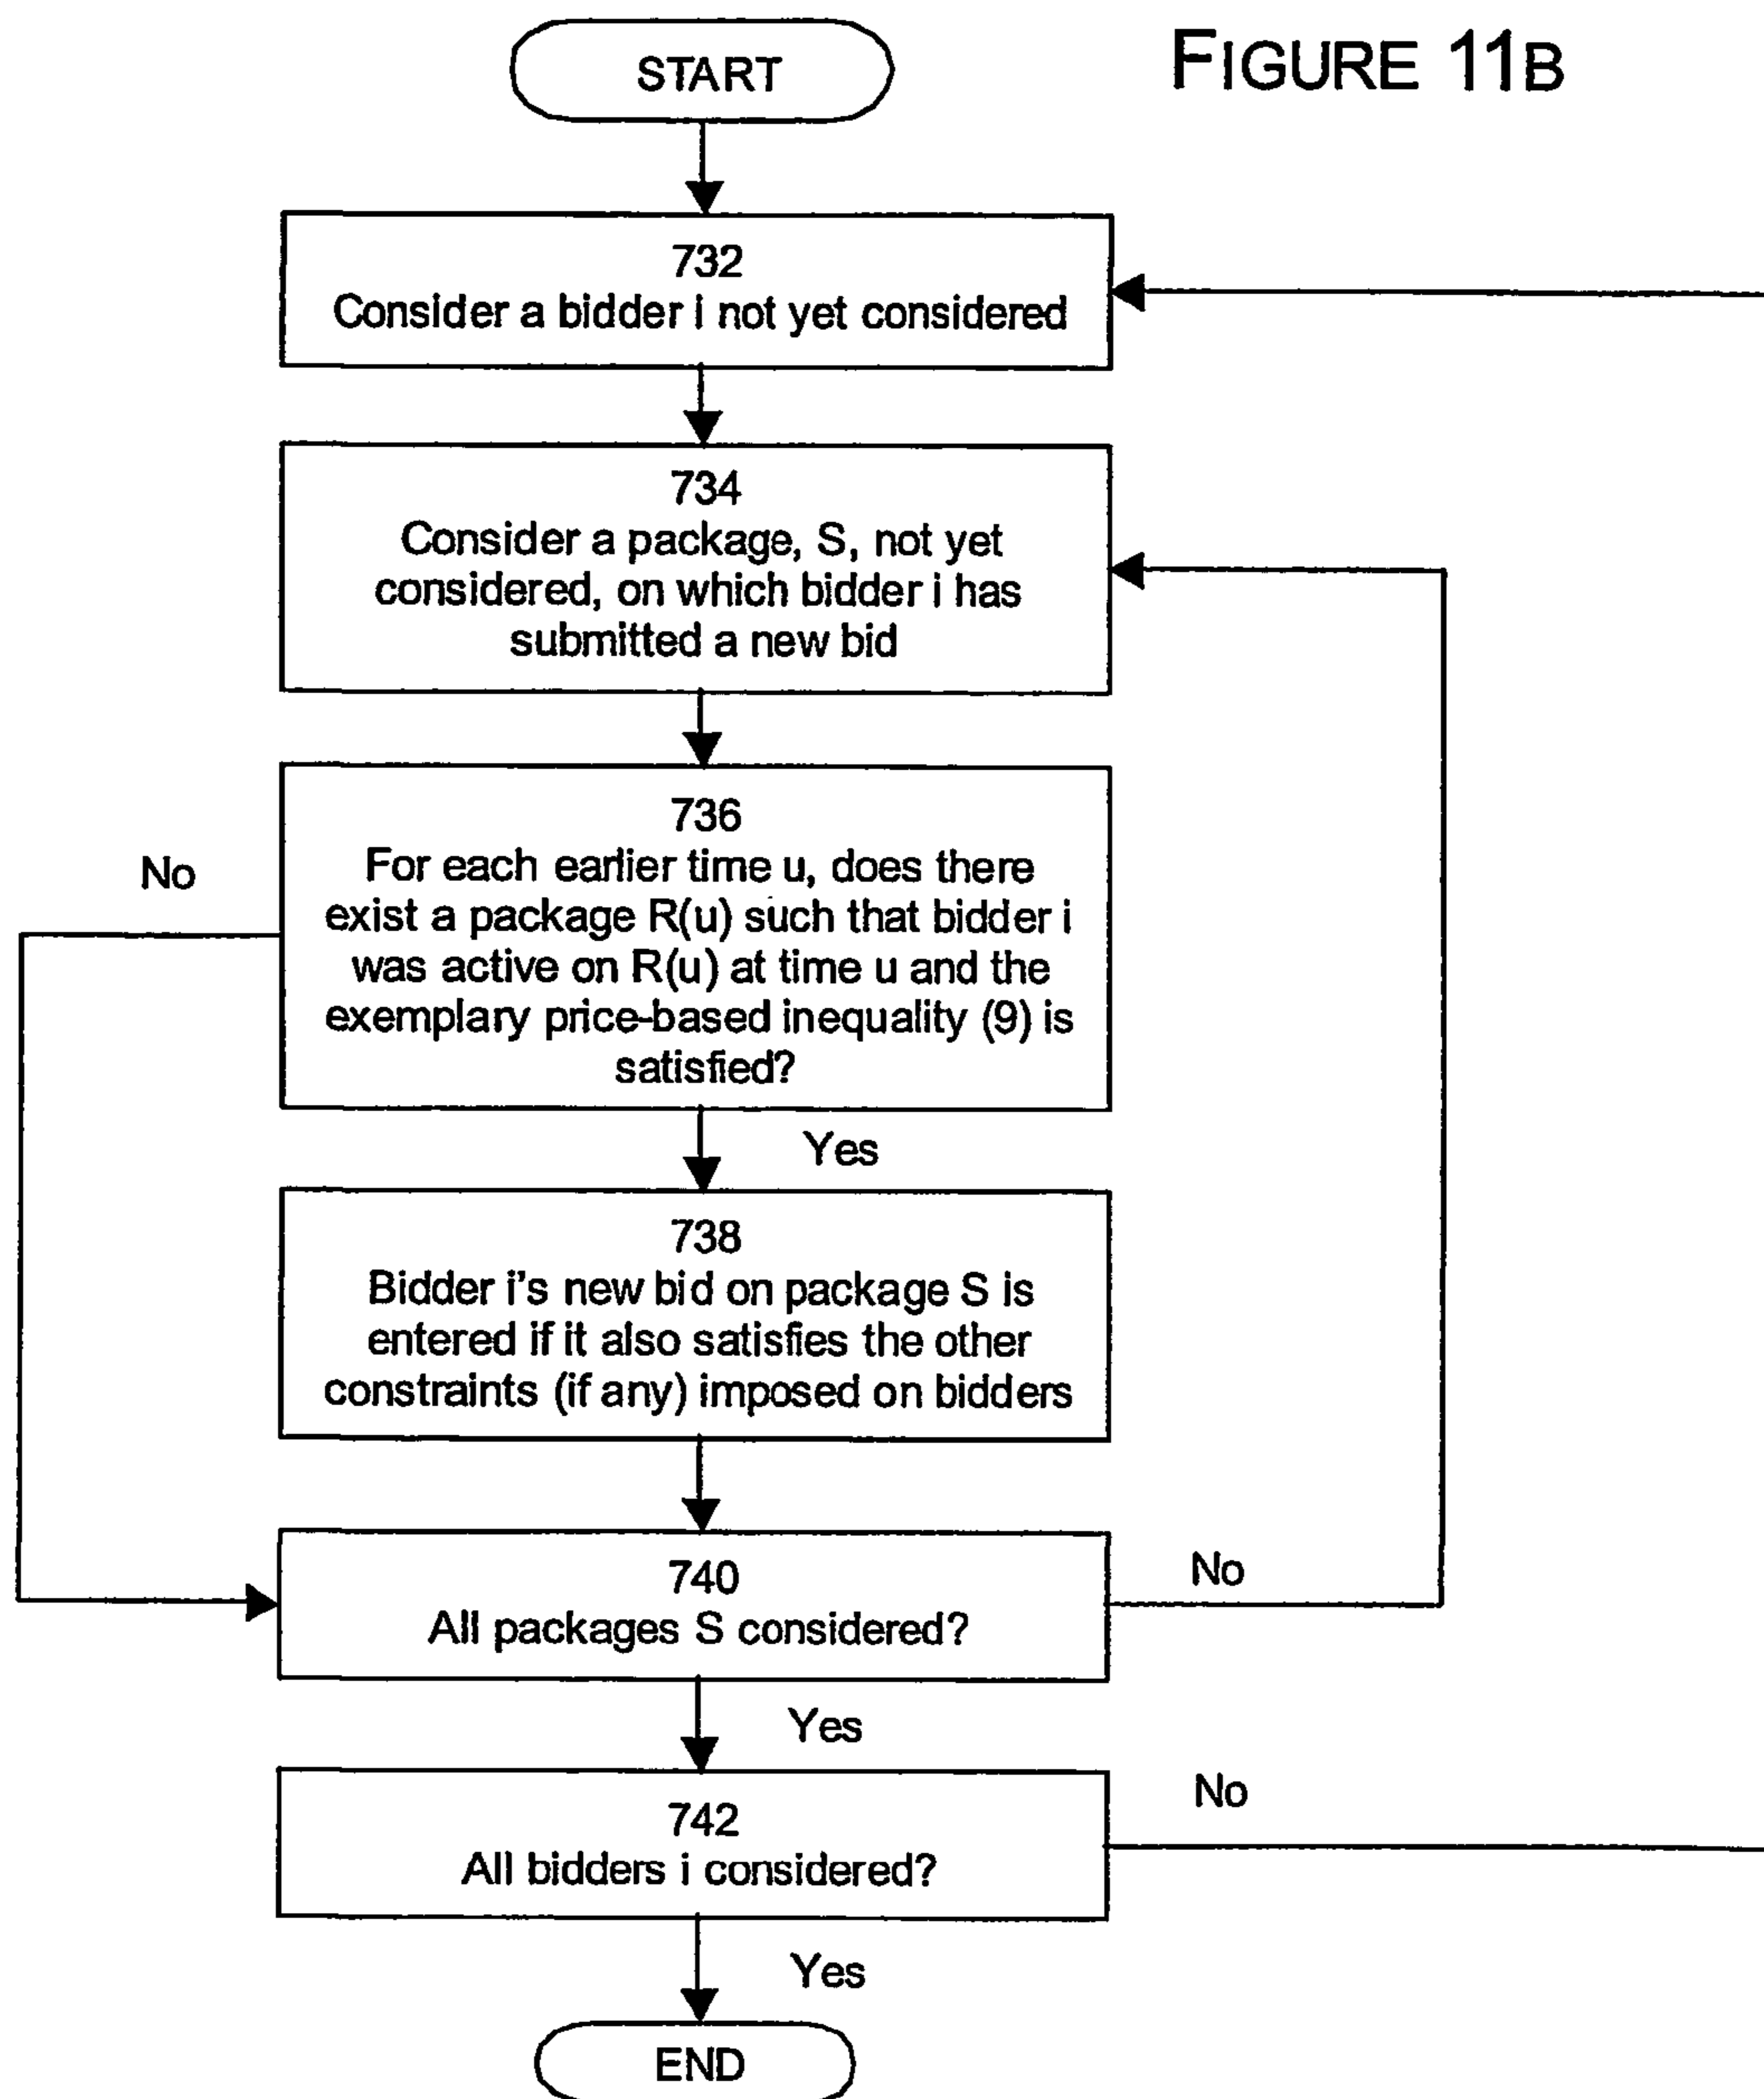 FIGURE 11B
START
732
Consider a bidder i not yet considered
734
Consider a package, S, not yet
considered, on which bidder i has
submitted a new bid
736
For each earlier time u, does there
exist a package R(u) such that bidder i
was active on R(u) at time u and the
exemplary price-based inequality (9) is
satisfied?
No
Yes
738
Bidder i's new bid on package S is
entered if it also satisfies the other
constraints (if any) imposed on bidders
740
All packages S considered?
No
Yes
742
All bidders i considered?
No
Yes
END